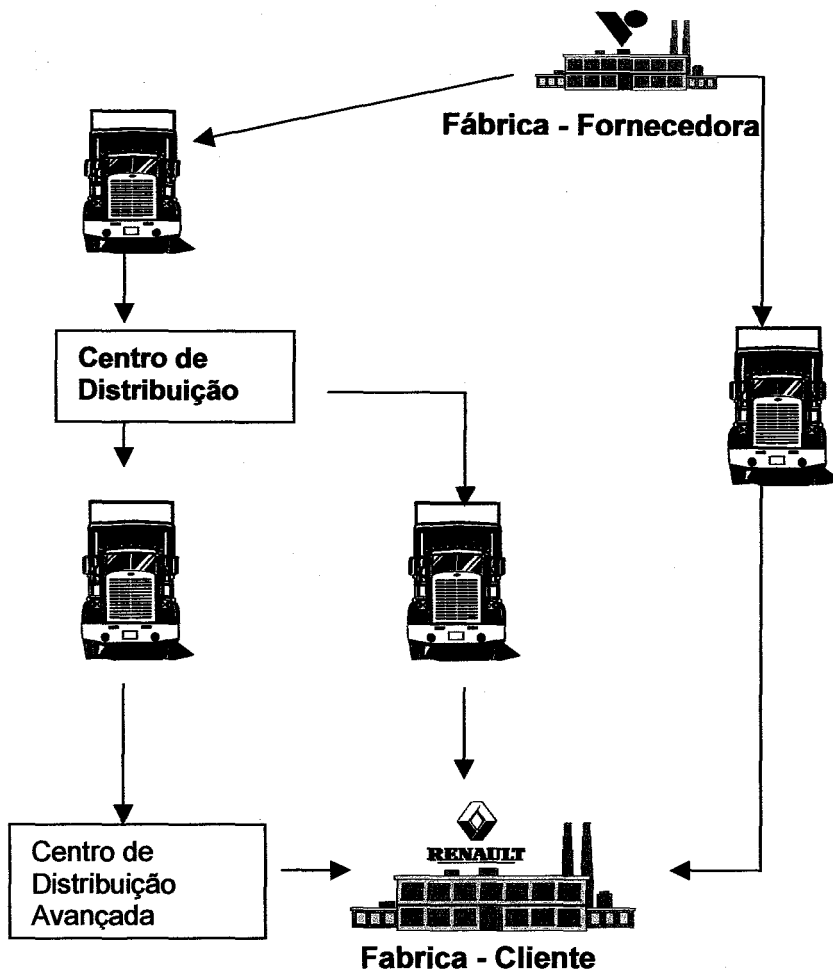 Fábrica - Fornecedora
Centro de
Distribuição
Centro de
Distribuição
Avançada
RENAULT
Fabrica - Cliente